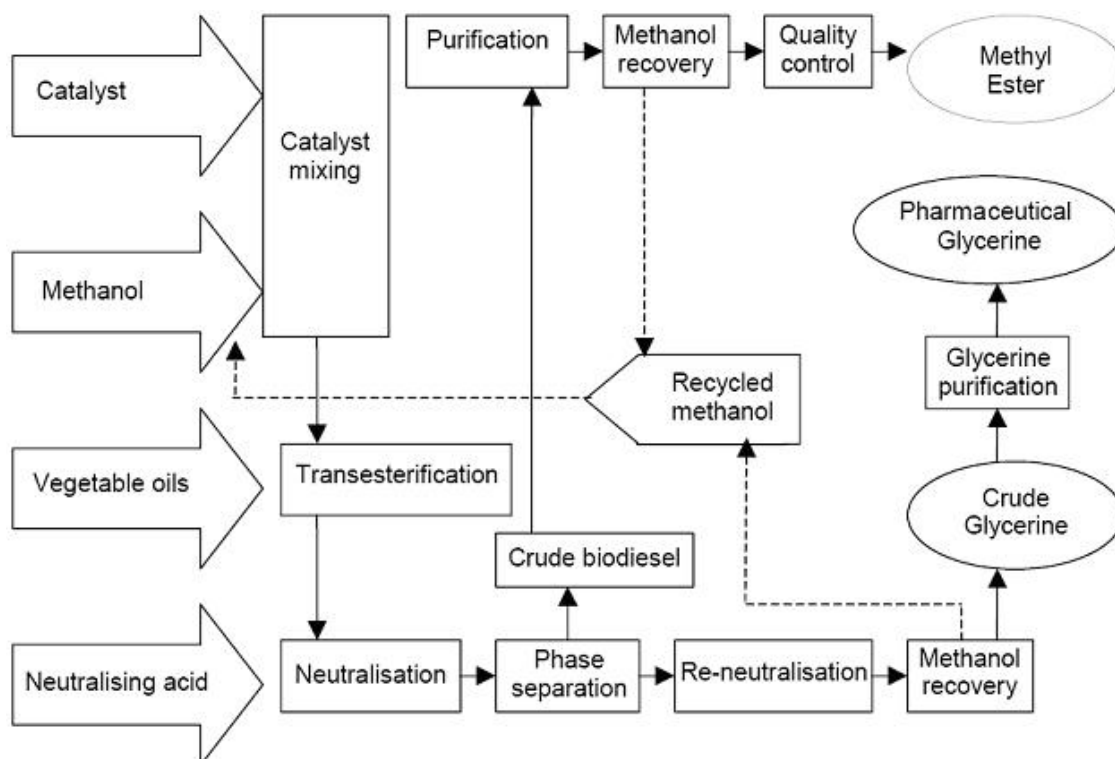 Catalyst
Methanol
Vegetable oils
Neutralising acid
Catalyst
mixing
Transesterification
Neutralisation
Phase
separation
Crude biodiesel
Purification
Methanol
recovery
Quality
control
Methyl
Ester
Recycled
methanol
Re-neutralisation
Methanol
recovery
Crude
Glycerine
Glycerine
purification
Pharmaceutical
Glycerine